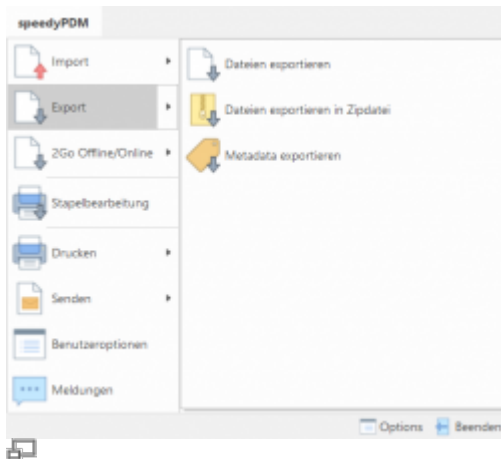 speedyPDM
Import
Export
2Go Offline/Online
Stapelbearbeitung
Drucken
Senden
Benutzeroptionen
Meldungen
Dateien exportieren
Dateien exportieren in Zipdatei
Metadata exportieren
Options
Beenden